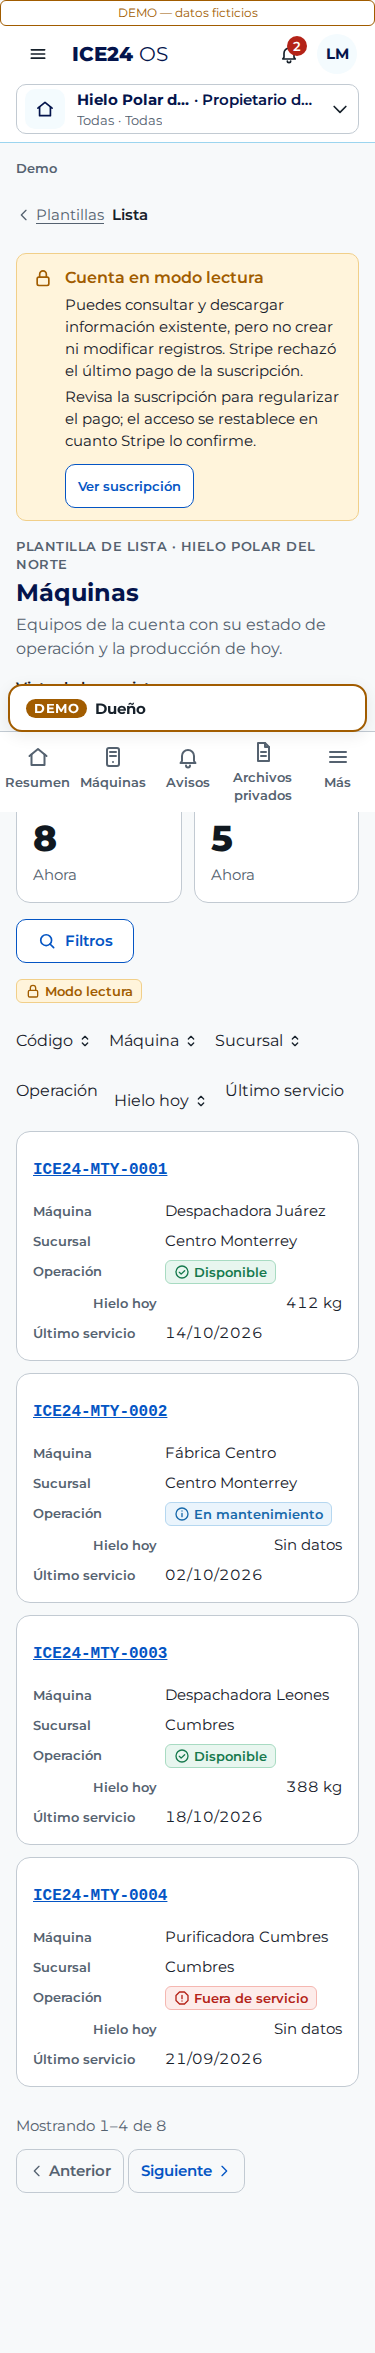 DEMO — datos ficticios
ICE24 OS
2
LM
Hielo Polar d... · Propietario d...
Todas · Todas
Demo
Plantillas Lista
Cuenta en modo lectura
Puedes consultar y descargar
información existente, pero no crear
ni modificar registros. Stripe rechazó
el último pago de la suscripción.
Revisa la suscripción para regularizar
el pago; el acceso se restablece en
cuanto Stripe lo confirme.
Ver suscripción
PLANTILLA DE LISTA · HIELO POLAR DEL
NORTE
Máquinas
Equipos de la cuenta con su estado de
operación y la producción de hoy.
DEMO Dueño
Resumen
Máquinas
Avisos
Archivos
privados
Más
8
5
Ahora
Ahora
Filtros
Modo lectura
Código Máquina Sucursal
Operación Hielo hoy Último servicio
ICE24-MTY-0001
Máquina Despachadora Juárez
Sucursal Centro Monterrey
Operación Disponible
Hielo hoy 412 kg
Último servicio 14/10/2026
ICE24-MTY-0002
Máquina Fábrica Centro
Sucursal Centro Monterrey
Operación En mantenimiento
Hielo hoy Sin datos
Último servicio 02/10/2026
ICE24-MTY-0003
Máquina Despachadora Leones
Sucursal Cumbres
Operación Disponible
Hielo hoy 388 kg
Último servicio 18/10/2026
ICE24-MTY-0004
Máquina Purificadora Cumbres
Sucursal Cumbres
Operación Fuera de servicio
Hielo hoy Sin datos
Último servicio 21/09/2026
Mostrando 1–4 de 8
Anterior Siguiente